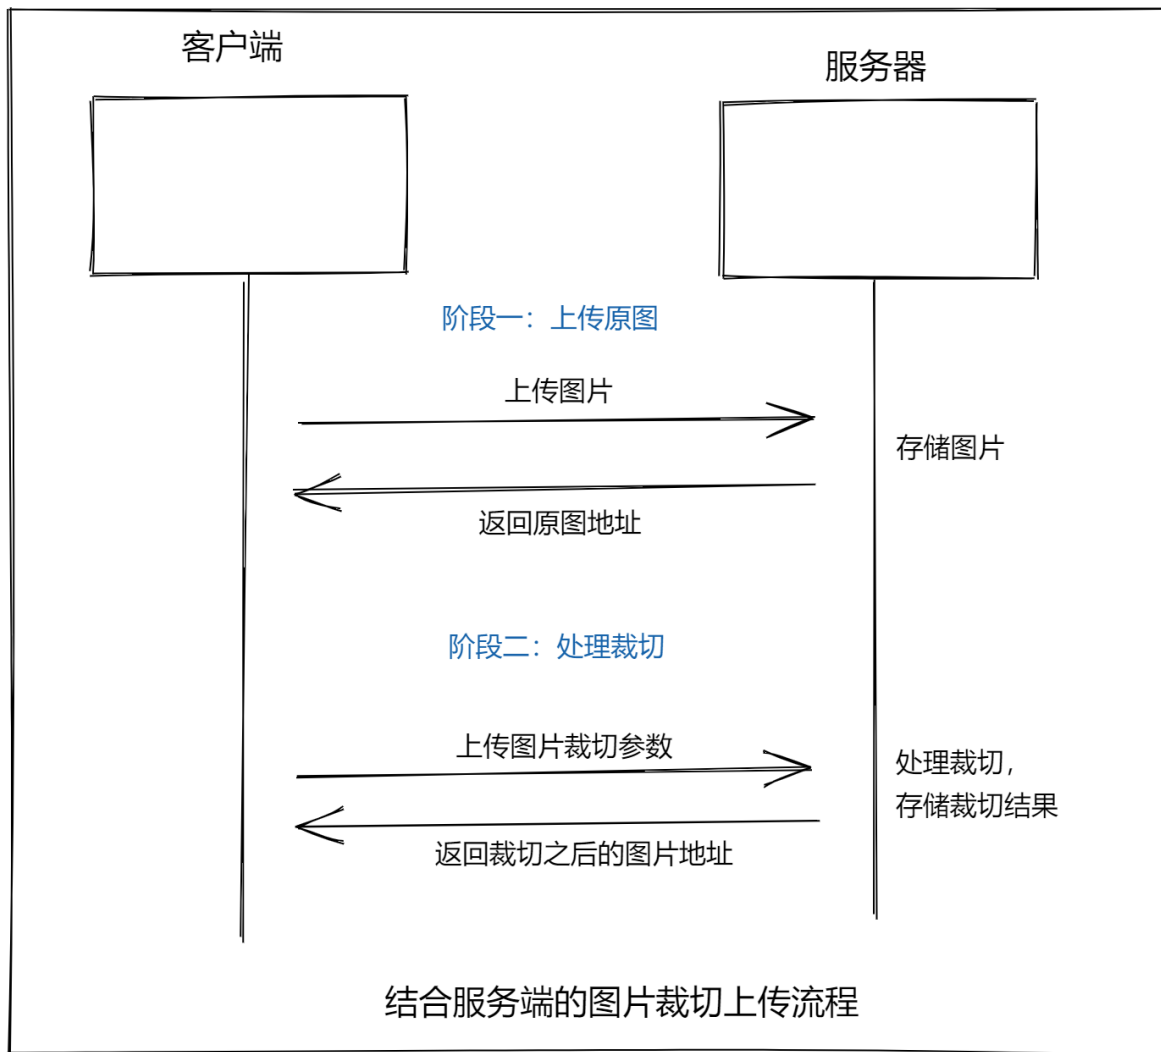 客户端
服务器
阶段一：上传原图
上传图片
存储图片
返回原图地址
阶段二：处理裁切
上传图片裁切参数
处理裁切，
存储裁切结果
返回裁切之后的图片地址
结合服务端的图片裁切上传流程